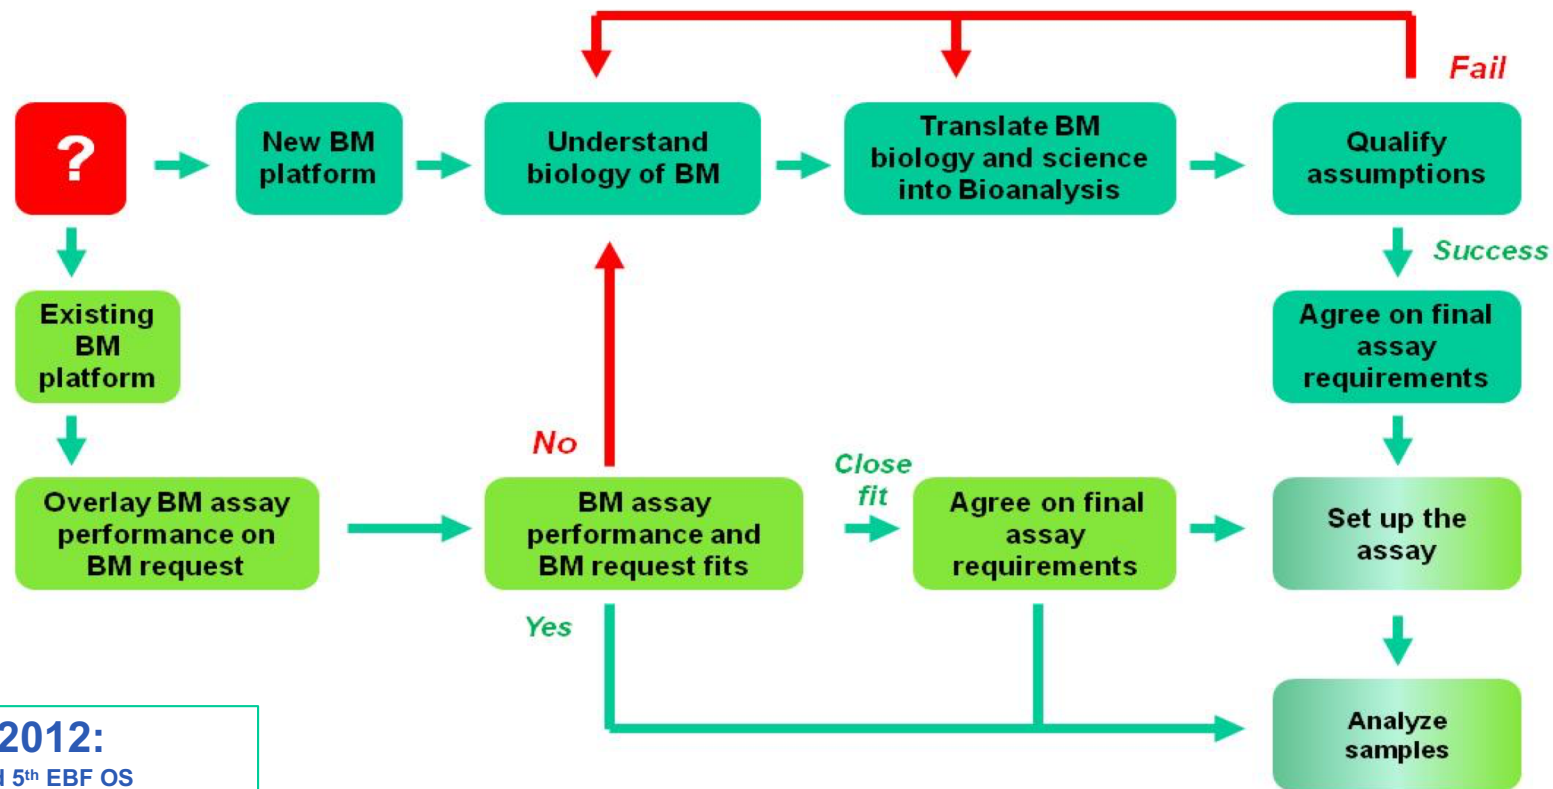 Fail
?
New BM
platform
Understand
biology of BM
Translate BM
biology and science
into Bioanalysis
Qualify
assumptions
Success
Existing
BM
platform
Agree on final
assay
requirements
No
Close
fit
Overlay BM assay
performance on
BM request
BM assay
performance and
BM request fits
Agree on final
assay
requirements
Set up the
assay
Yes
Analyze
samples
2012:
5th EBF OS